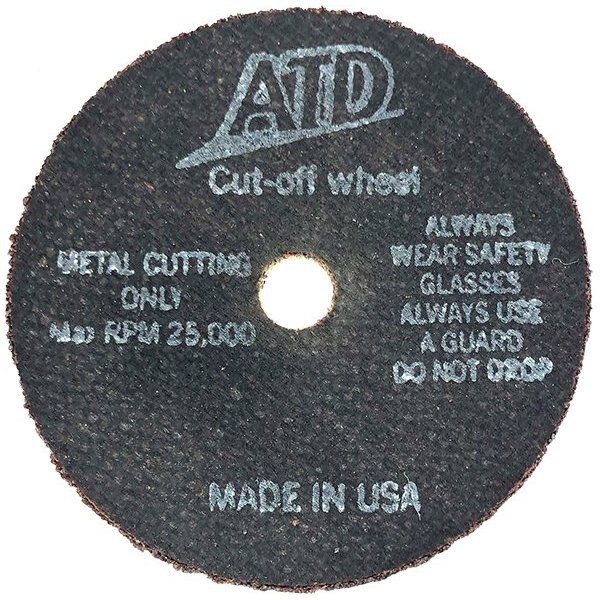 ATD
Cut-off wheel
METAL CUTTING
ONLY
Max RPM 25,000
ALWAYS
WEAR SAFETY
GLASSES
ALWAYS USE
A GUARD
DO NOT DROP
MADE IN USA